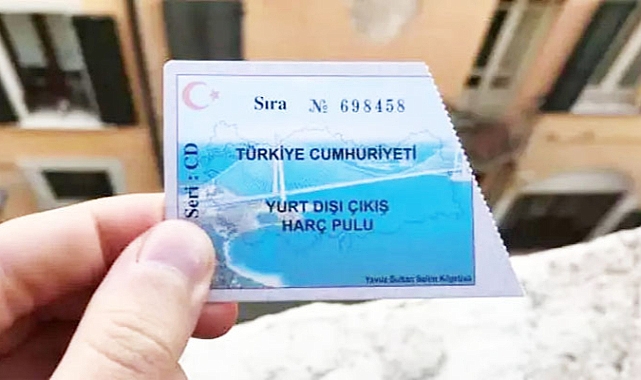 Sıra № 698458
Seri : CD
TÜRKİYE CUMHURİYETİ
YURT DIŞI ÇIKIŞ
HARÇ PULU
Yavuz Sultan Selim Köprüsü